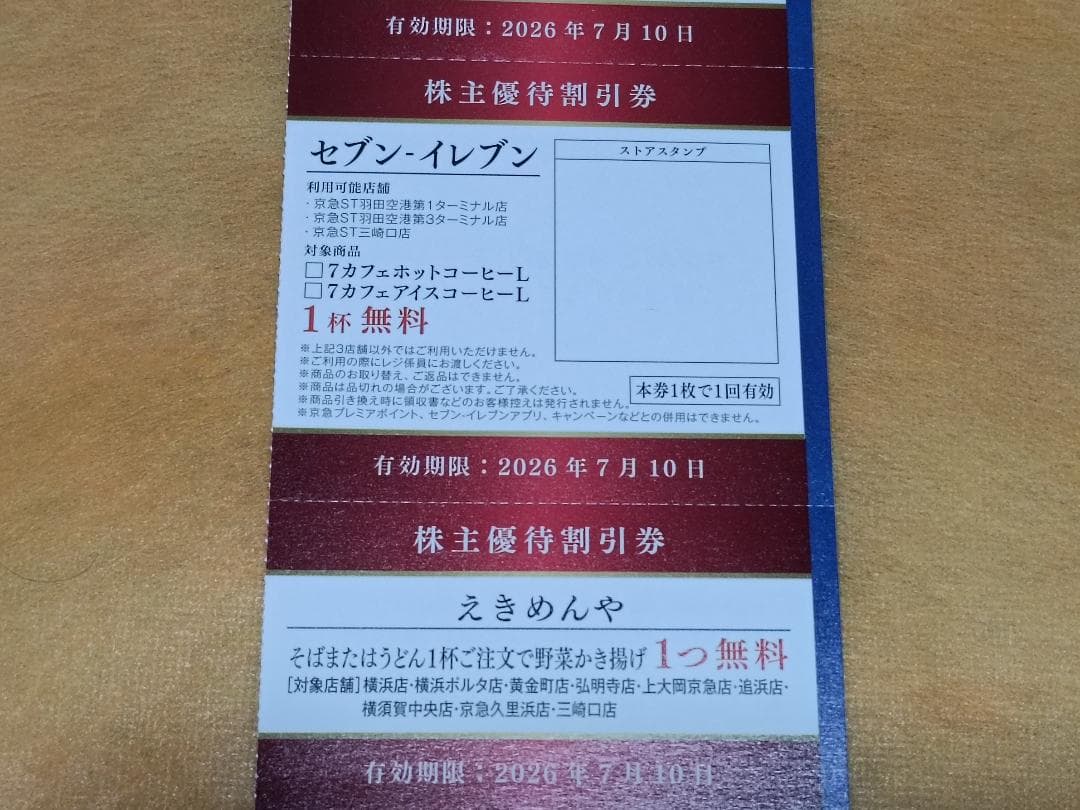 有効期限：2026年7月10日
株主優待割引券
セブン-イレブン
ストアスタンプ
利用可能店舗
・京急ST羽田空港第1ターミナル店
・京急ST羽田空港第3ターミナル店
・京急ST三崎口店
対象商品
□7カフェホットコーヒーL
□7カフェアイスコーヒーL
1杯 無料
※上記3店舗以外ではご利用いただけません。
※ご利用の際にレジ係員にお渡しください。
※商品のお取り替え、ご返品はできません。
※商品は品切れの場合がございます。ご了承ください。
※商品引き換え時に領収書などのお客様控えは発行されません。
※京急プレミアポイント、セブン-イレブンアプリ、キャンペーンなどとの併用はできません。
本券1枚で1回有効
有効期限：2026年7月10日
株主優待割引券
えきめんや
そばまたはうどん1杯ご注文で野菜かき揚げ 1つ無料
[対象店舗]横浜店・横浜ポルタ店・黄金町店・弘明寺店・上大岡京急店・追浜店・
横須賀中央店・京急久里浜店・三崎口店
有効期限：2026年7月10日